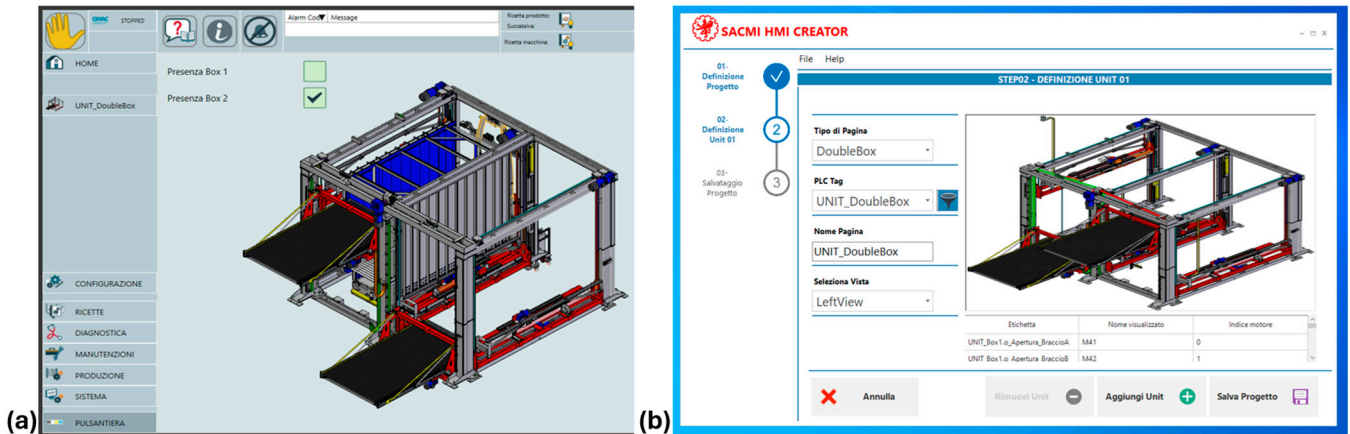 OMAC
STOPPED
Alarm Cod
Message
Ricetta prodotto:
Successiva:
Ricetta macchina:
HOME
UNIT_DoubleBox
CONFIGURAZIONE
RICETTE
DIAGNOSTICA
MANUTENZIONI
PRODUZIONE
SISTEMA
PULSANTIERA
Presenza Box 1
Presenza Box 2
(a)
SACMI HMI CREATOR
File Help
01-
Definizione
Progetto
02-
Definizione
Unit 01
2
03-
Salvataggio
Progetto
3
STEP02 - DEFINIZIONE UNIT 01
Tipo di Pagina
DoubleBox
PLC Tag
UNIT_DoubleBox
Nome Pagina
UNIT_DoubleBox
Seleziona Vista
LeftView
Etichetta Nome visualizzato Indice motore
UNIT_Box1.o_Apertura_BraccioA M41 0
UNIT_Box1.o_Apertura_BraccioB M42 1
Annulla
Rimuovi Unit
Aggiungi Unit
Salva Progetto
(b)